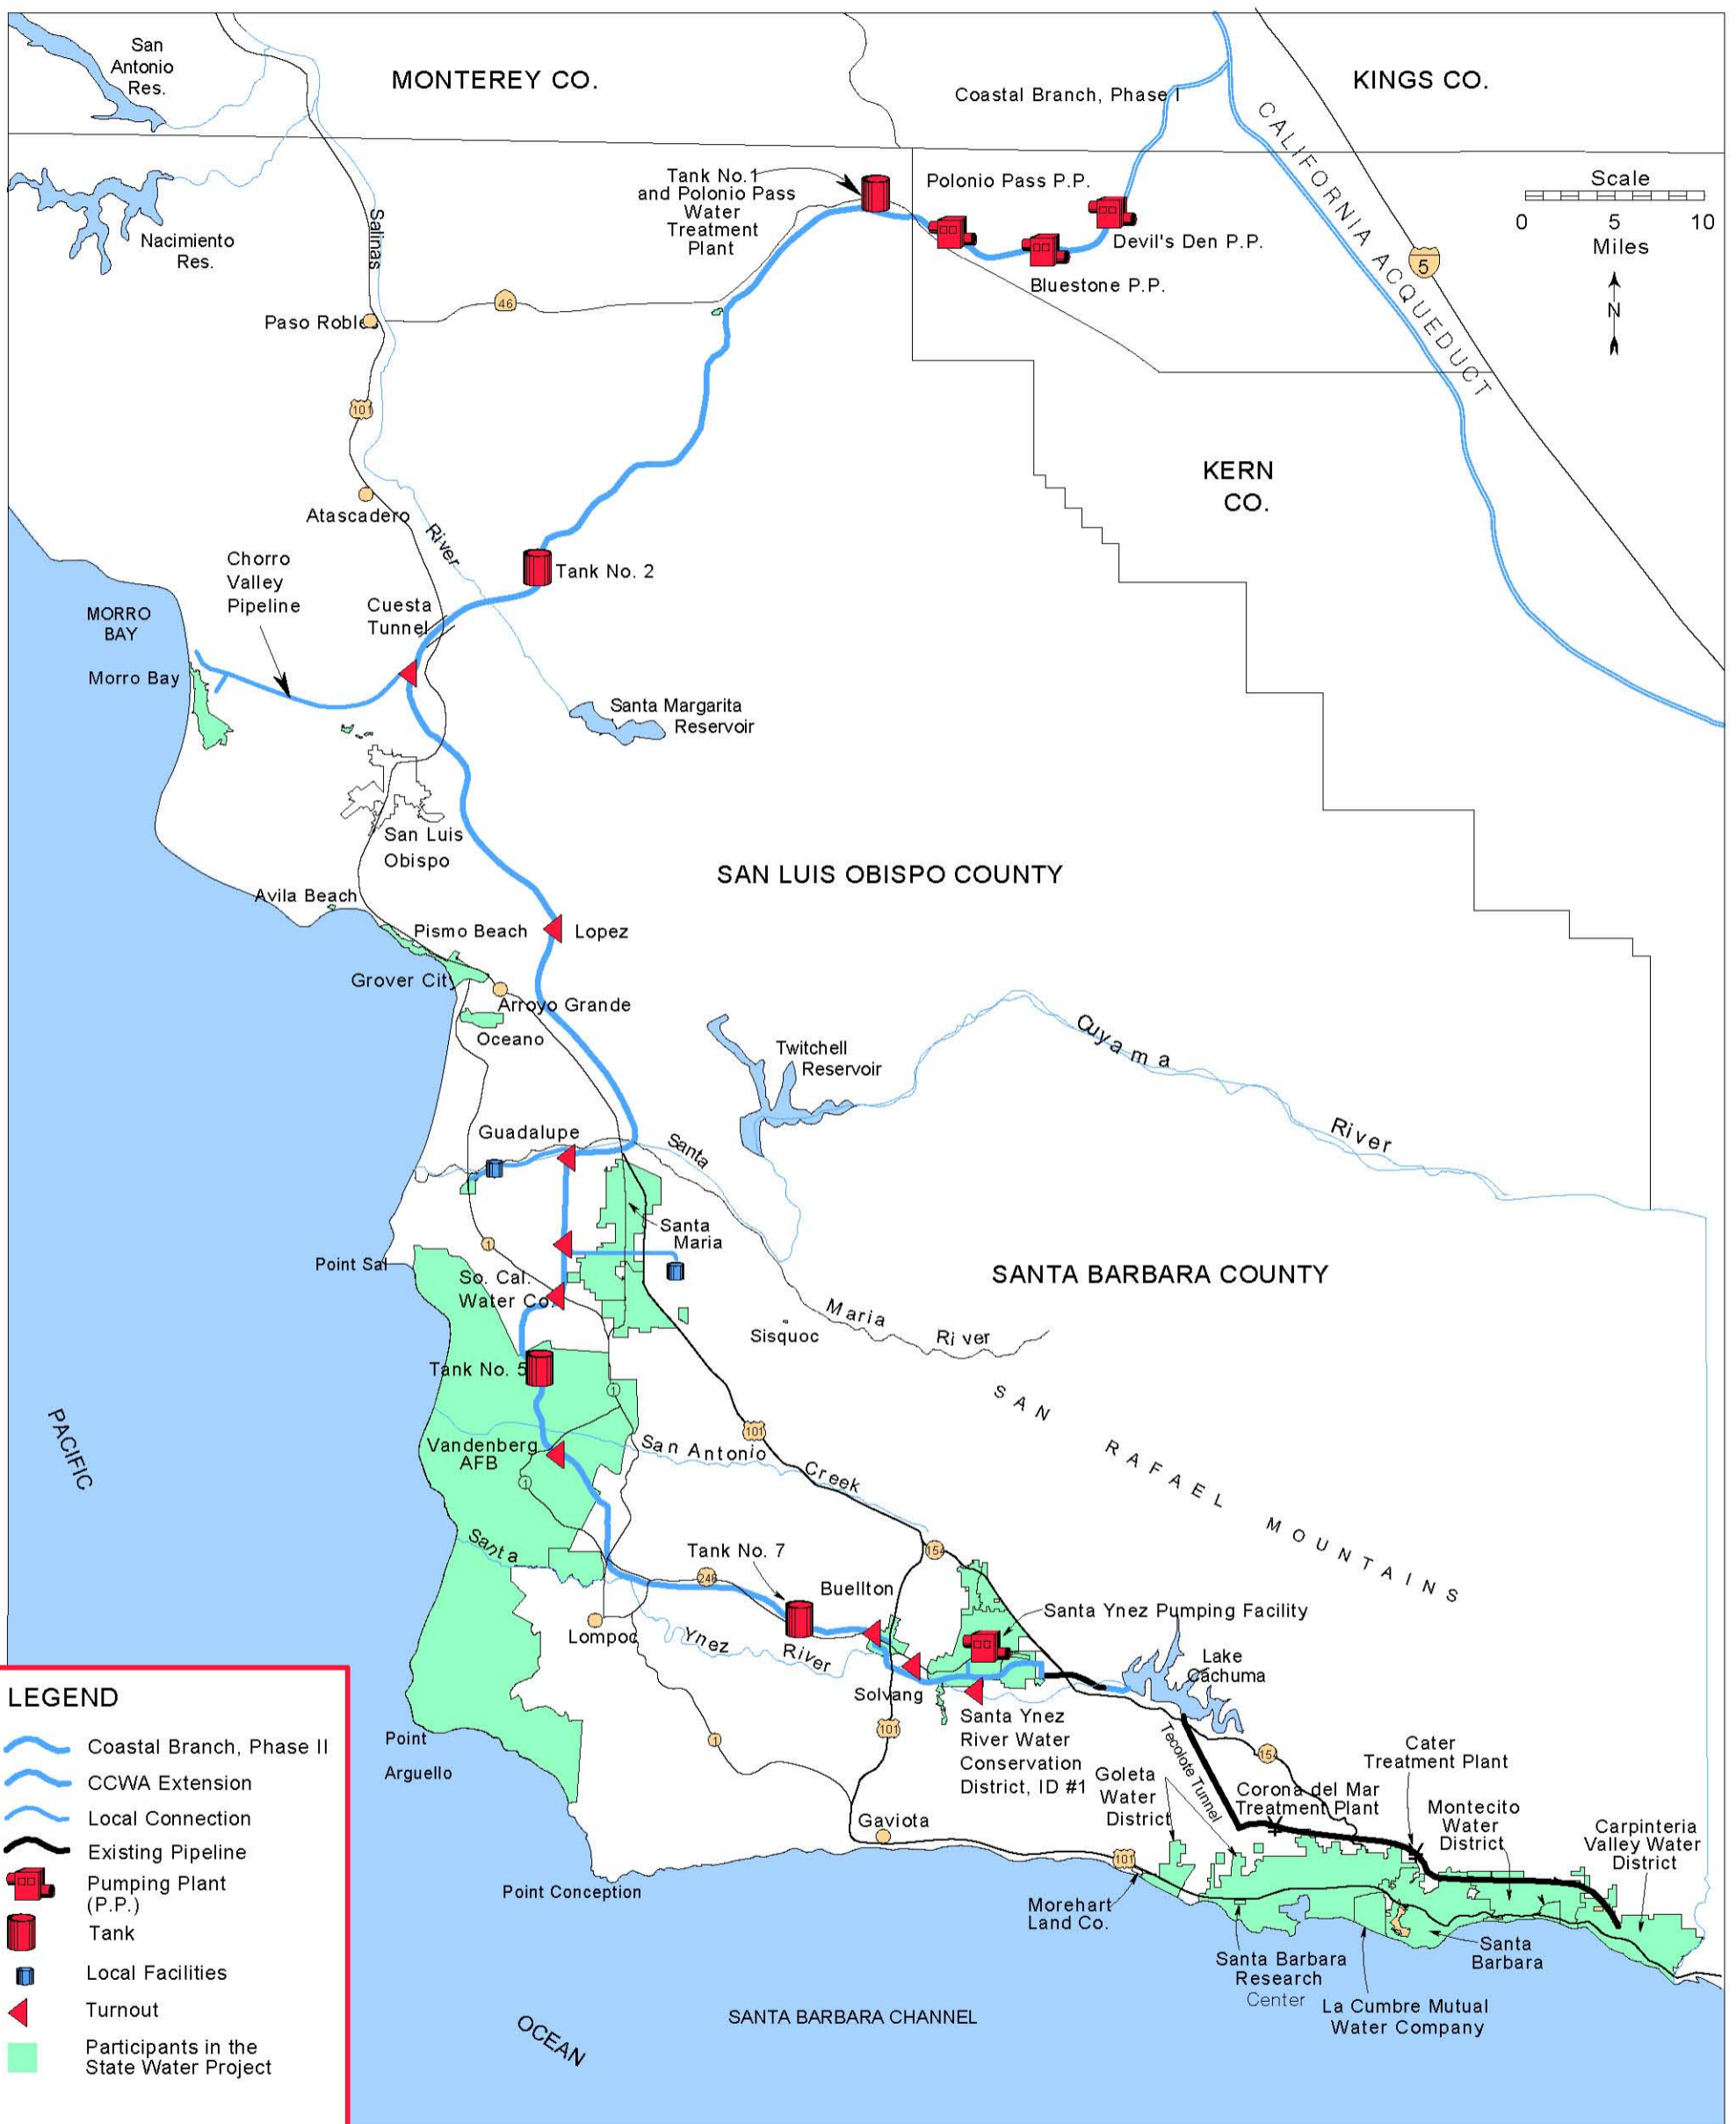 San
Antonio
Res.
MONTEREY CO.
Coastal Branch, Phase I
KINGS CO.
CALIFORNIA ACQUEDUCT
Scale
0 5 10
Miles
N
5
Nacimiento
Res.
Salinas
River
Tank No.1
and Polonio Pass
Water
Treatment
Plant
Polonio Pass P.P.
Devil's Den P.P.
Bluestone P.P.
Paso Roble
46
101
Atascadero
KERN
CO.
Chorro
Valley
Pipeline
Tank No. 2
Cuesta
Tunnel
MORRO
BAY
Morro Bay
Santa Margarita
Reservoir
San Luis
Obispo
SAN LUIS OBISPO COUNTY
Avila Beach
Pismo Beach
Lopez
Grover City
Arroyo Grande
Oceano
Twitchell
Reservoir
Cuyama
River
Guadalupe
Santa
Maria
River
Santa
Maria
1
Point Sal
So. Cal.
Water Co.
SANTA BARBARA COUNTY
Sisquoc
Tank No. 5
1
SAN
RAFAEL
MOUNTAINS
PACIFIC
OCEAN
101
Vandenberg
AFB
1
San Antonio
Creek
Santa
Ynez
River
Tank No. 7
246
154
Buellton
Lompoc
Santa Ynez Pumping Facility
Lake
Cachuma
Solvang
Santa Ynez
River Water
Conservation
District, ID #1
101
1
Tecolote Tunnel
154
Goleta
Water
District
Corona del Mar
Treatment Plant
Cater
Treatment Plant
Montecito
Water
District
Carpinteria
Valley Water
District
Point
Arguello
Gaviota
101
Point Conception
Morehart
Land Co.
Santa Barbara
Research
Center
La Cumbre Mutual
Water Company
Santa
Barbara
SANTA BARBARA CHANNEL
LEGEND
Coastal Branch, Phase II
CCWA Extension
Local Connection
Existing Pipeline
Pumping Plant
(P.P.)
Tank
Local Facilities
Turnout
Participants in the
State Water Project